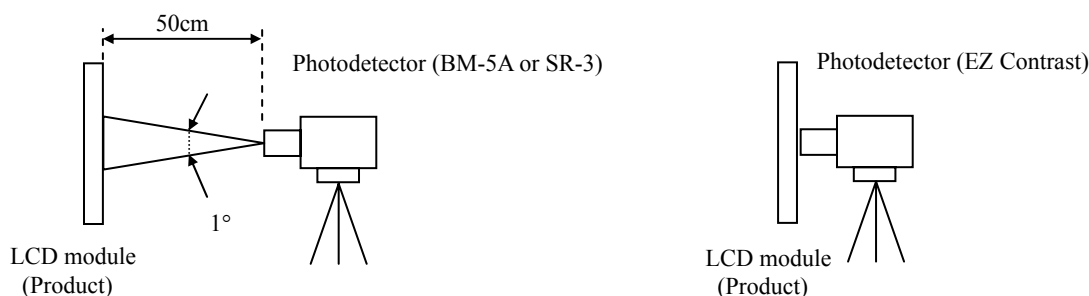 50cm
Photodetector (BM-5A or SR-3)
1°
LCD module
(Product)
Photodetector (EZ Contrast)
LCD module
(Product)